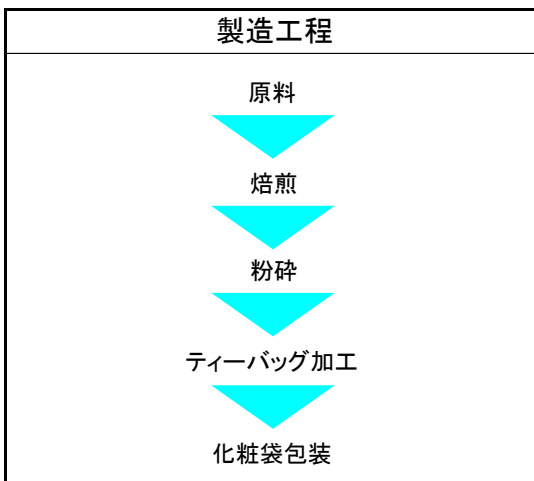 製造工程
原料
焙煎
粉砕
ティーバッグ加工
化粧袋包装